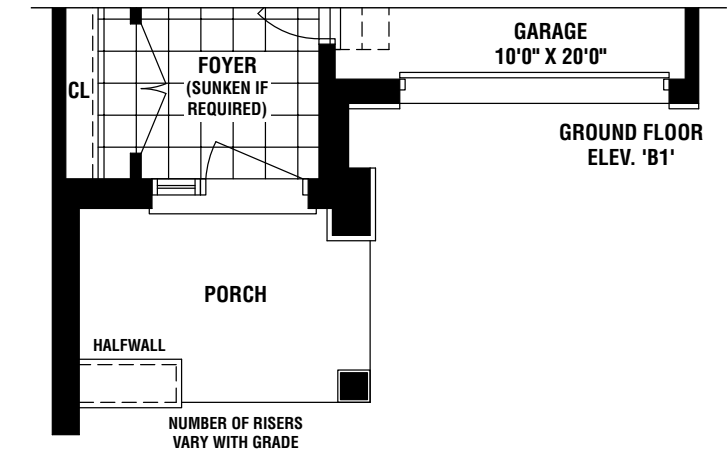 GARAGE
10'0" X 20'0"
FOYER
(SUNKEN IF
REQUIRED)
CL
GROUND FLOOR
ELEV. 'B1'
PORCH
HALFWALL
NUMBER OF RISERS
VARY WITH GRADE